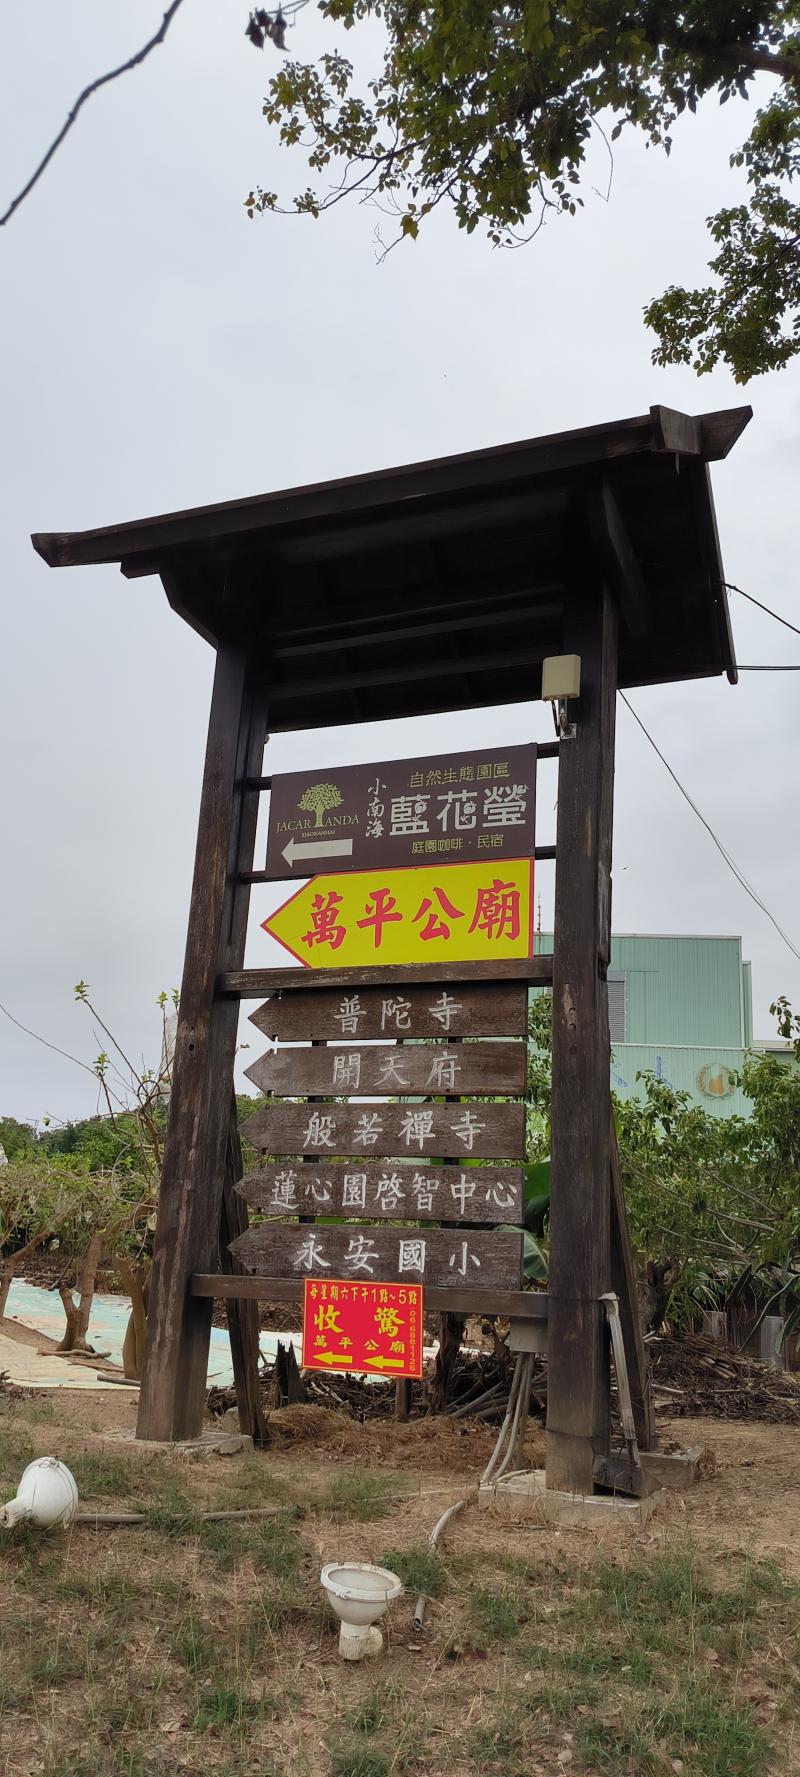 自然生態園區
小南海
藍花瑩
JACARANDA
XIAONANHAI
庭園咖啡·民宿
萬平公廟
普陀寺
開天府
般若禪寺
蓮心園啓智中心
永安國小
每星期六下午1點~5點
收驚
萬平公廟
06 6881126